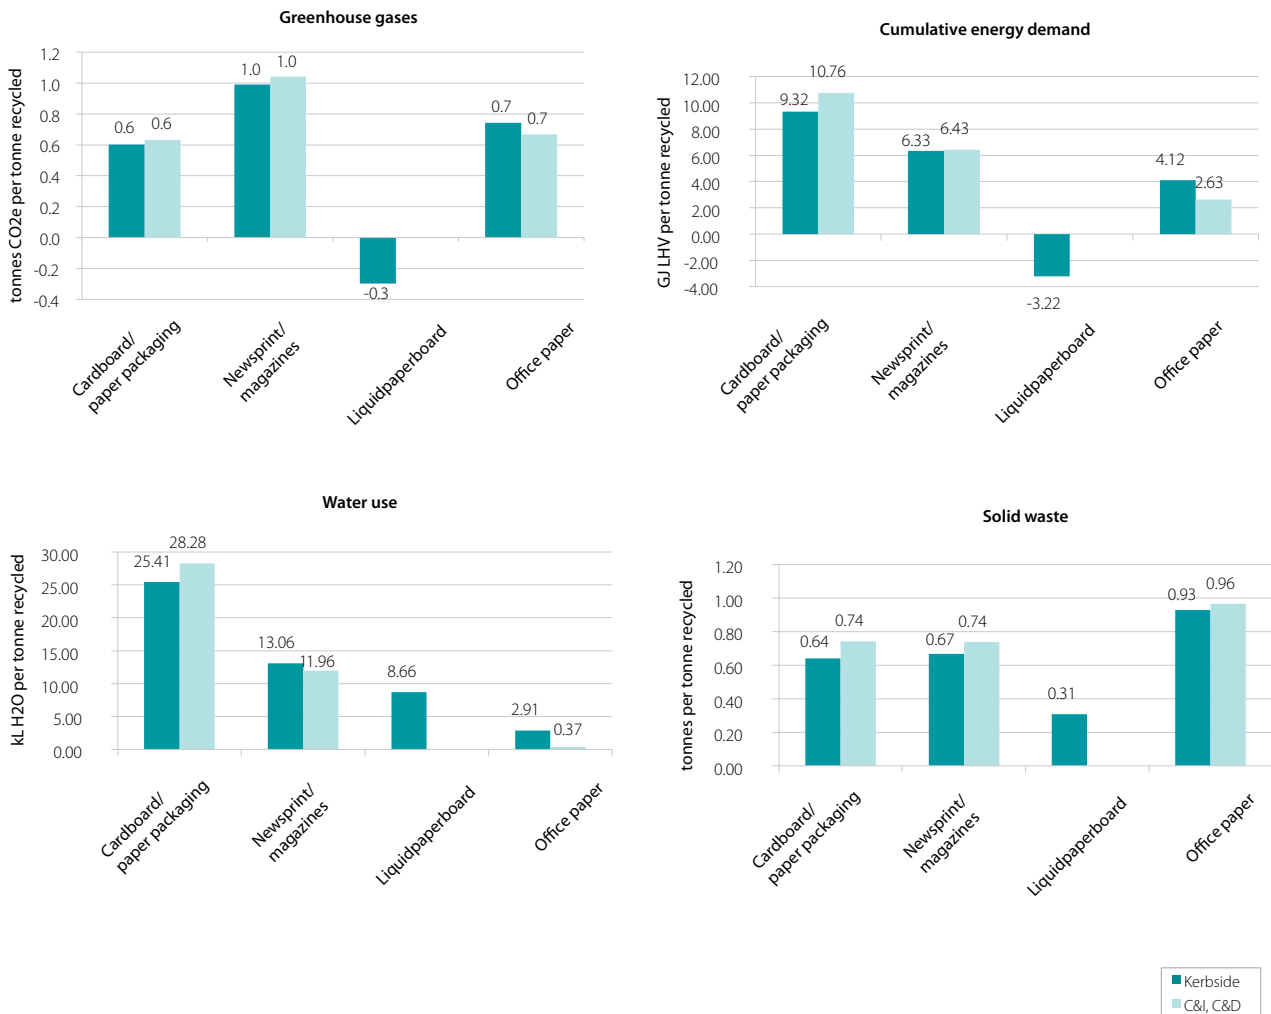 Greenhouse gases
tonnes CO2e per tonne recycled
1.2
1.0
0.8
0.6
0.4
0.2
0.0
-0.2
-0.4
0.6
0.6
1.0
1.0
-0.3
0.7
0.7
Cardboard/
paper packaging
Newsprint/
magazines
Liquidpaperboard
Office paper
Cumulative energy demand
GJ LHV per tonne recycled
12.00
10.00
8.00
6.00
4.00
2.00
0.00
-2.00
-4.00
9.32
10.76
6.33
6.43
-3.22
4.12
2.63
Cardboard/
paper packaging
Newsprint/
magazines
Liquidpaperboard
Office paper
Water use
kL H2O per tonne recycled
30.00
25.00
20.00
15.00
10.00
5.00
0.00
25.41
28.28
13.06
11.96
8.66
2.91
0.37
Cardboard/
paper packaging
Newsprint/
magazines
Liquidpaperboard
Office paper
Solid waste
tonnes per tonne recycled
1.20
1.00
0.80
0.60
0.40
0.20
0.00
0.64
0.74
0.67
0.74
0.31
0.93
0.96
Cardboard/
paper packaging
Newsprint/
magazines
Liquidpaperboard
Office paper
Kerbside
C&I, C&D